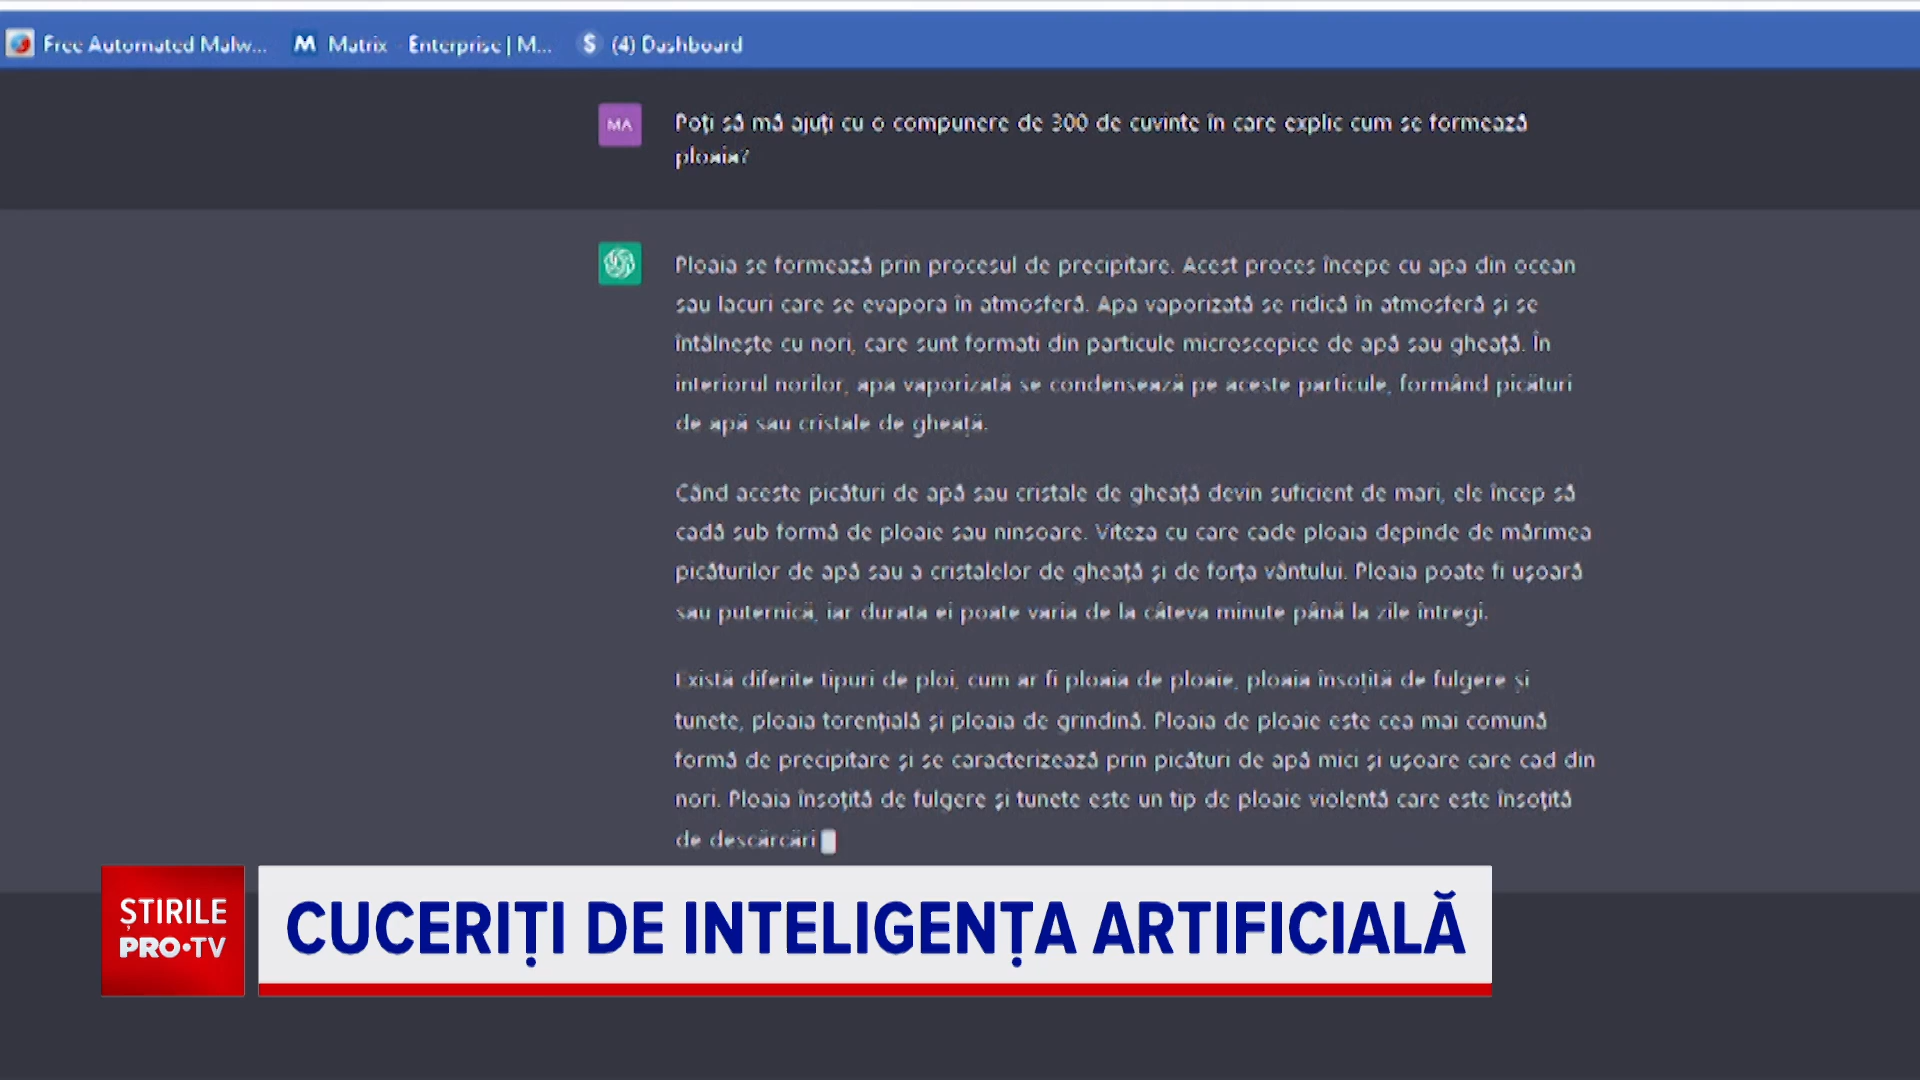 Free Automated Malw... Matrix - Enterprise | M... (4) Dashboard
MA
Poți să mă ajuți cu o compunere de 300 de cuvinte în care explic cum se formează
ploaia?
Ploaia se formează prin procesul de precipitare. Acest proces începe cu apa din ocean
sau lacuri care se evapora în atmosferă. Apa vaporizată se ridică în atmosferă și se
întâlnește cu nori, care sunt formati din particule microscopice de apă sau gheață. În
interiorul norilor, apa vaporizată se condensează pe aceste particule, formând picături
de apă sau cristale de gheață.
Când aceste picături de apă sau cristale de gheață devin suficient de mari, ele încep să
cadă sub formă de ploaie sau ninsoare. Viteza cu care cade ploaia depinde de mărimea
picăturilor de apă sau a cristalelor de gheață și de forța vântului. Ploaia poate fi ușoară
sau puternică, iar durata ei poate varia de la câteva minute până la zile întregi.
Există diferite tipuri de ploi, cum ar fi ploaia de ploaie, ploaia însoțită de fulgere și
tunete, ploaia torențială și ploaia de grindină. Ploaia de ploaie este cea mai comună
formă de precipitare și se caracterizează prin picături de apă mici și ușoare care cad din
nori. Ploaia însoțită de fulgere și tunete este un tip de ploaie violentă care este însoțită
de descărcări
ȘTIRILE
PRO•TV
CUCERIȚI DE INTELIGENȚA ARTIFICIALĂ